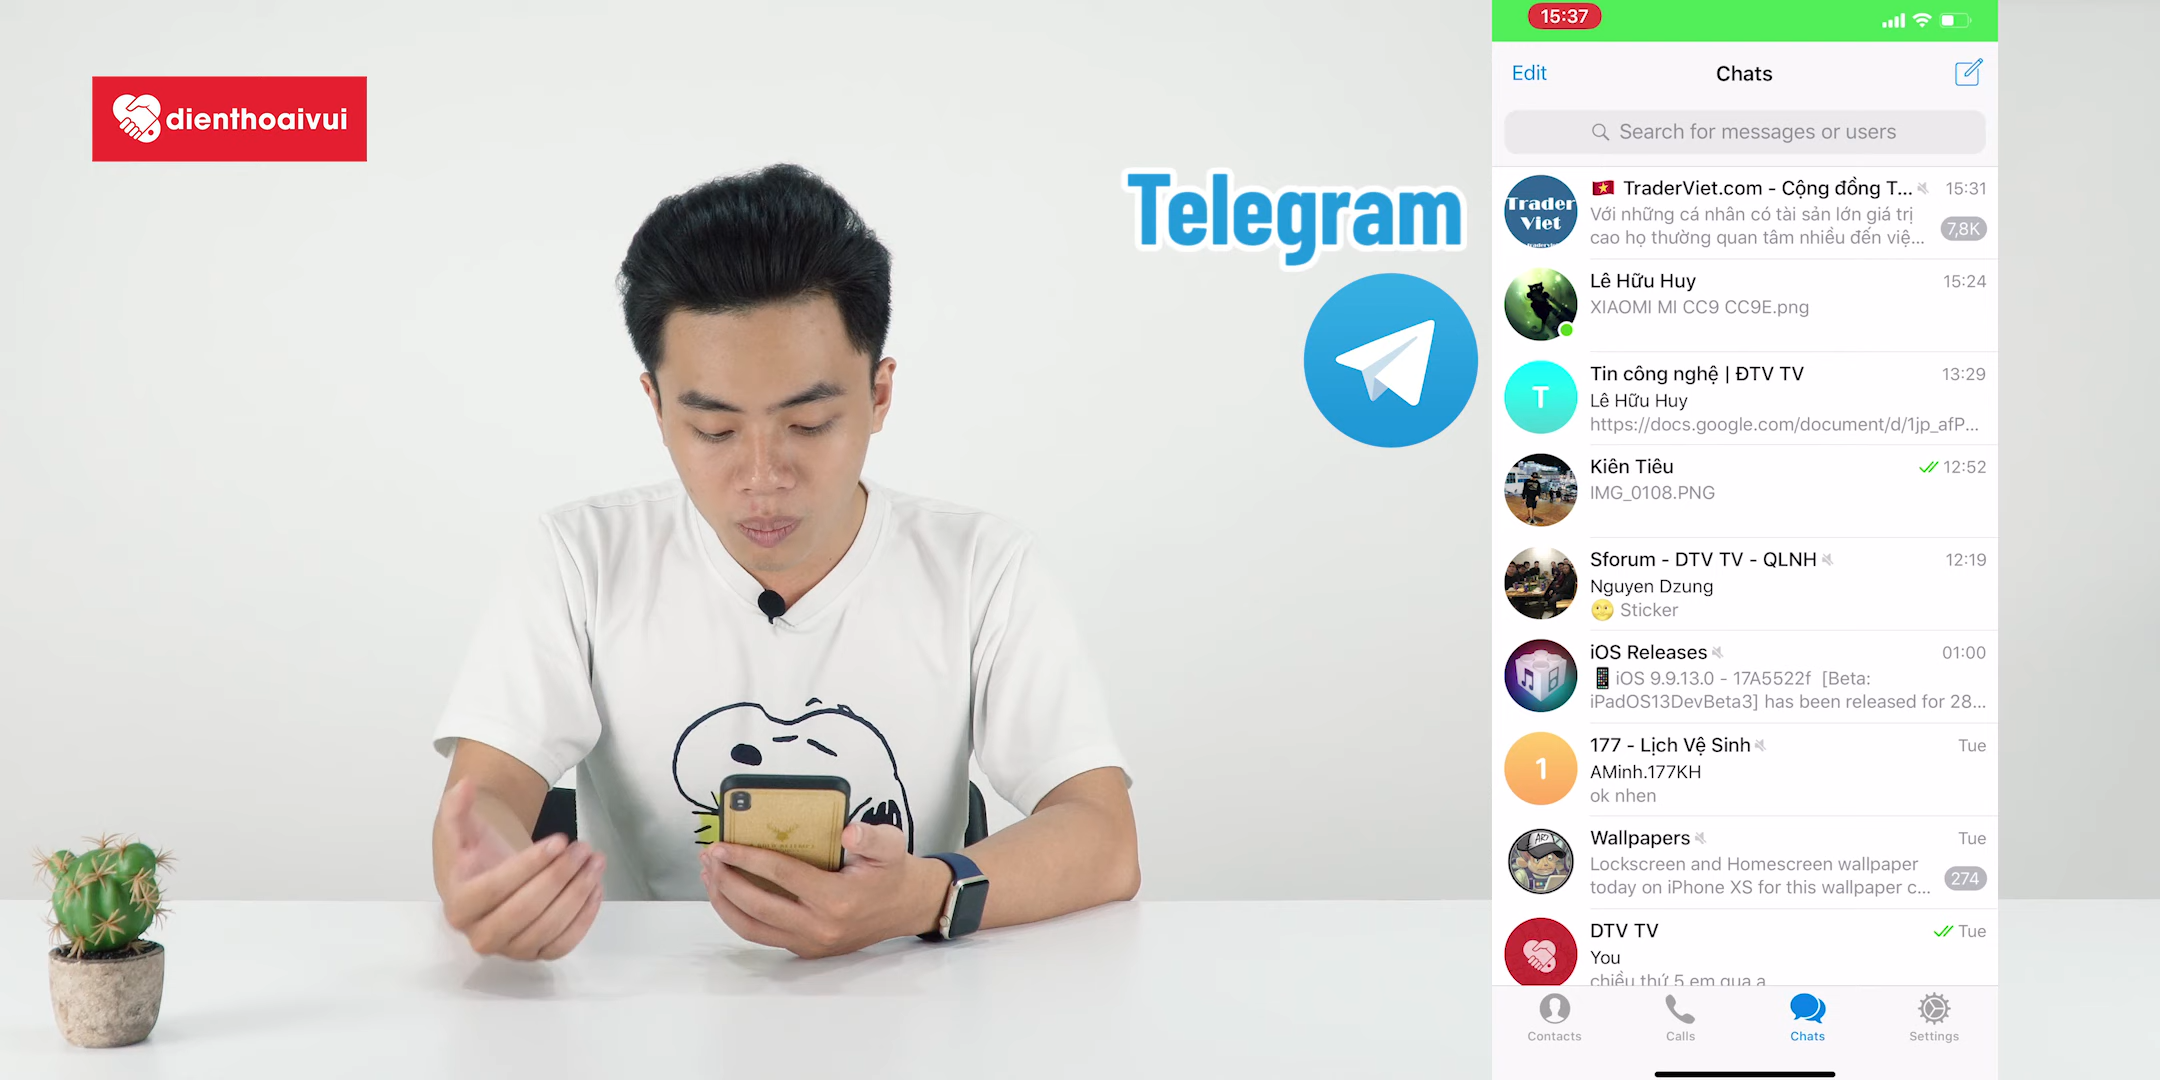 dienthoaivui
Telegram
15:37
Edit
Chats
Search for messages or users
Trader
Viet
🇻🇳 TraderViet.com - Cộng đồng T... 15:31
Với những cá nhân có tài sản lớn giá trị
cao họ thường quan tâm nhiều đến việ... 7,8K
Lê Hữu Huy 15:24
XIAOMI MI CC9 CC9E.png
T
Tin công nghệ | ĐTV TV 13:29
Lê Hữu Huy
https://docs.google.com/document/d/1jp_afP...
Kiên Tiêu 12:52
IMG_0108.PNG
Sforum - DTV TV - QLNH 12:19
Nguyen Dzung
🌝 Sticker
iOS Releases 01:00
📱 iOS 9.9.13.0 - 17A5522f [Beta:
iPadOS13DevBeta3] has been released for 28...
1
177 - Lịch Vệ Sinh Tue
AMinh.177KH
ok nhen
Wallpapers Tue
Lockscreen and Homescreen wallpaper
today on iPhone XS for this wallpaper c... 274
DTV TV Tue
You
chiều thứ 5 em qua a
Contacts
Calls
Chats
Settings